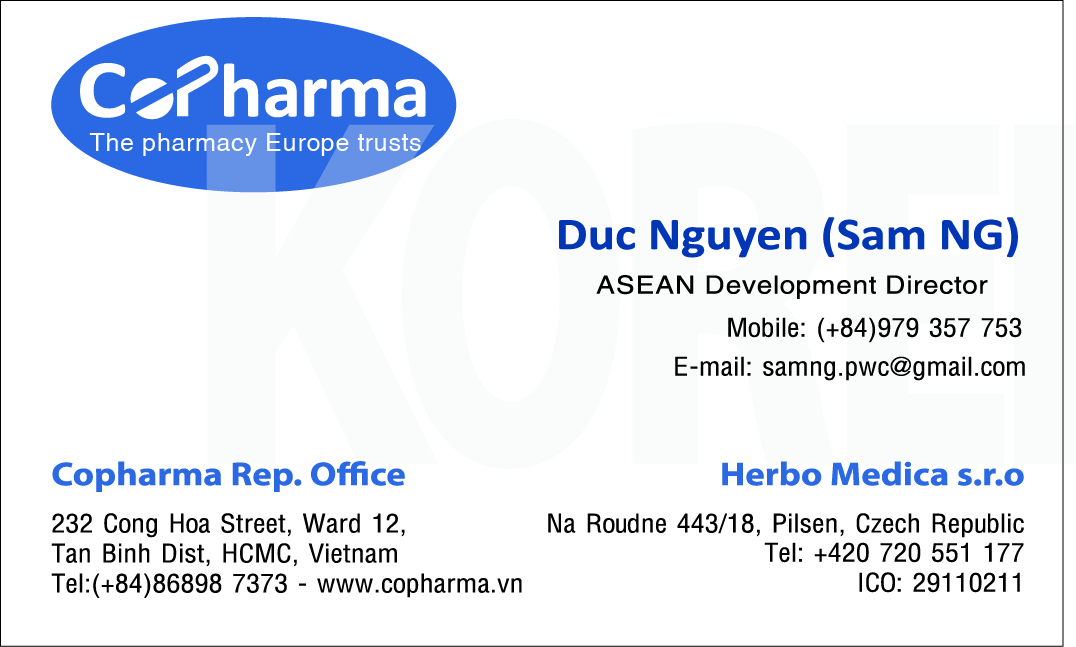 CoPharma
The pharmacy Europe trusts
Duc Nguyen (Sam NG)
ASEAN Development Director
Mobile: (+84)979 357 753
E-mail: samng.pwc@gmail.com
Copharma Rep. Office
232 Cong Hoa Street, Ward 12,
Tan Binh Dist, HCMC, Vietnam
Tel:(+84)86898 7373 - www.copharma.vn
Herbo Medica s.r.o
Na Roudne 443/18, Pilsen, Czech Republic
Tel: +420 720 551 177
ICO: 29110211